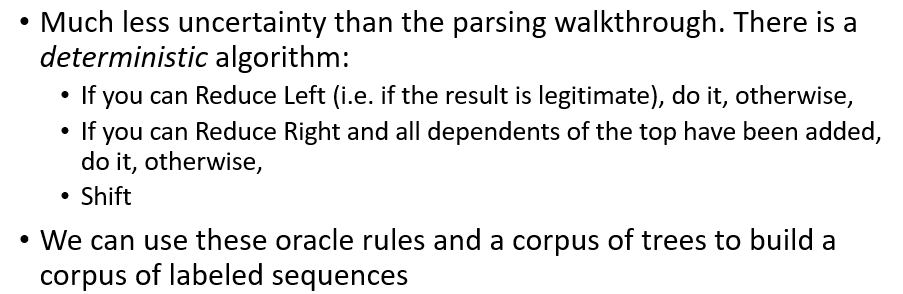 • Much less uncertainty than the parsing walkthrough. There is a
deterministic algorithm:
• If you can Reduce Left (i.e. if the result is legitimate), do it, otherwise,
• If you can Reduce Right and all dependents of the top have been added,
do it, otherwise,
• Shift
• We can use these oracle rules and a corpus of trees to build a
corpus of labeled sequences